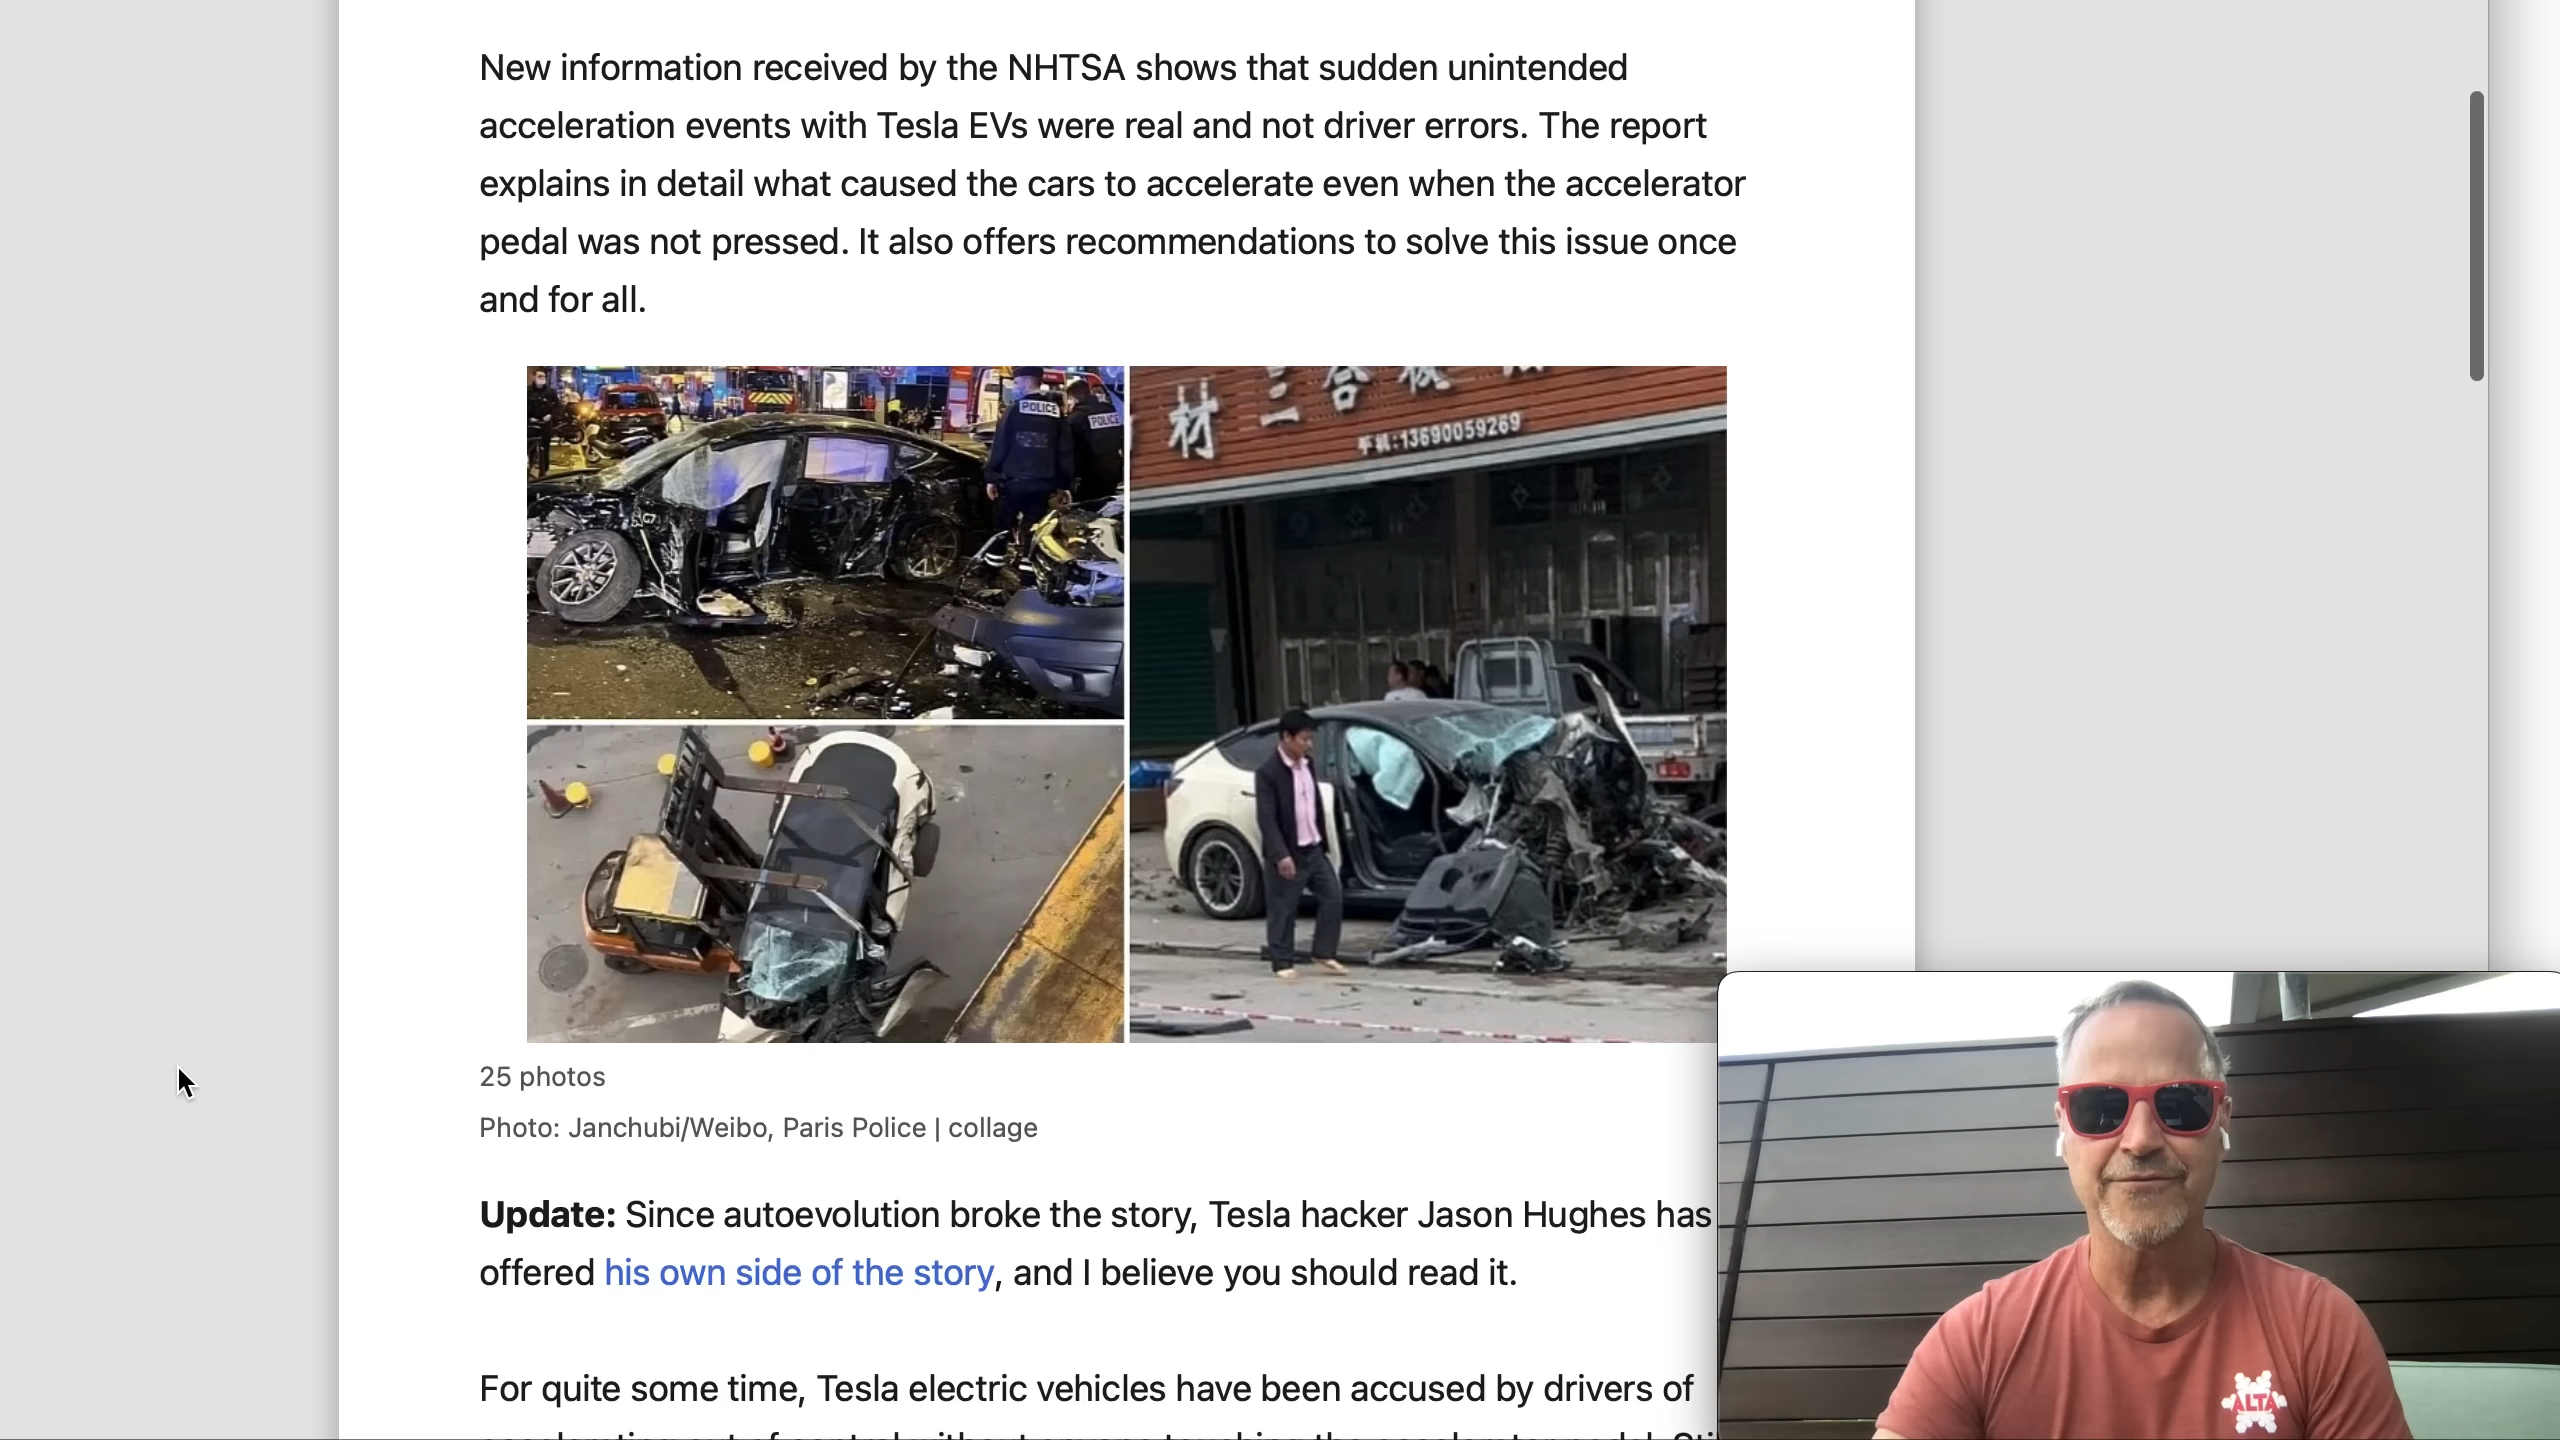 New information received by the NHTSA shows that sudden unintended
acceleration events with Tesla EVs were real and not driver errors. The report
explains in detail what caused the cars to accelerate even when the accelerator
pedal was not pressed. It also offers recommendations to solve this issue once
and for all.
POLICE
POLICE
材 三合
手机:13690059269
25 photos
Photo: Janchubi/Weibo, Paris Police | collage
Update: Since autoevolution broke the story, Tesla hacker Jason Hughes has
offered his own side of the story, and I believe you should read it.
For quite some time, Tesla electric vehicles have been accused by drivers of
ALTA